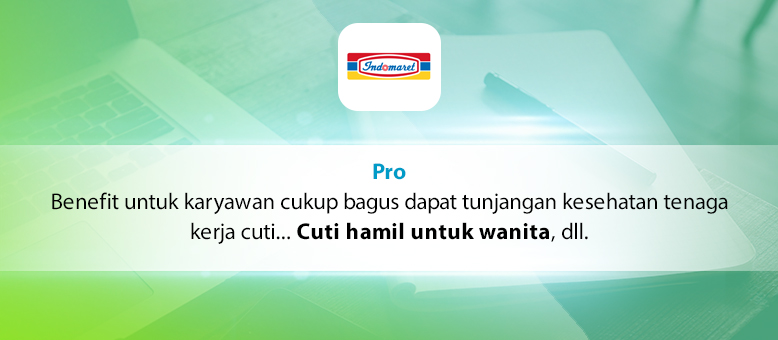 Indomaret
Pro
Benefit untuk karyawan cukup bagus dapat tunjangan kesehatan tenaga
kerja cuti... Cuti hamil untuk wanita, dll.